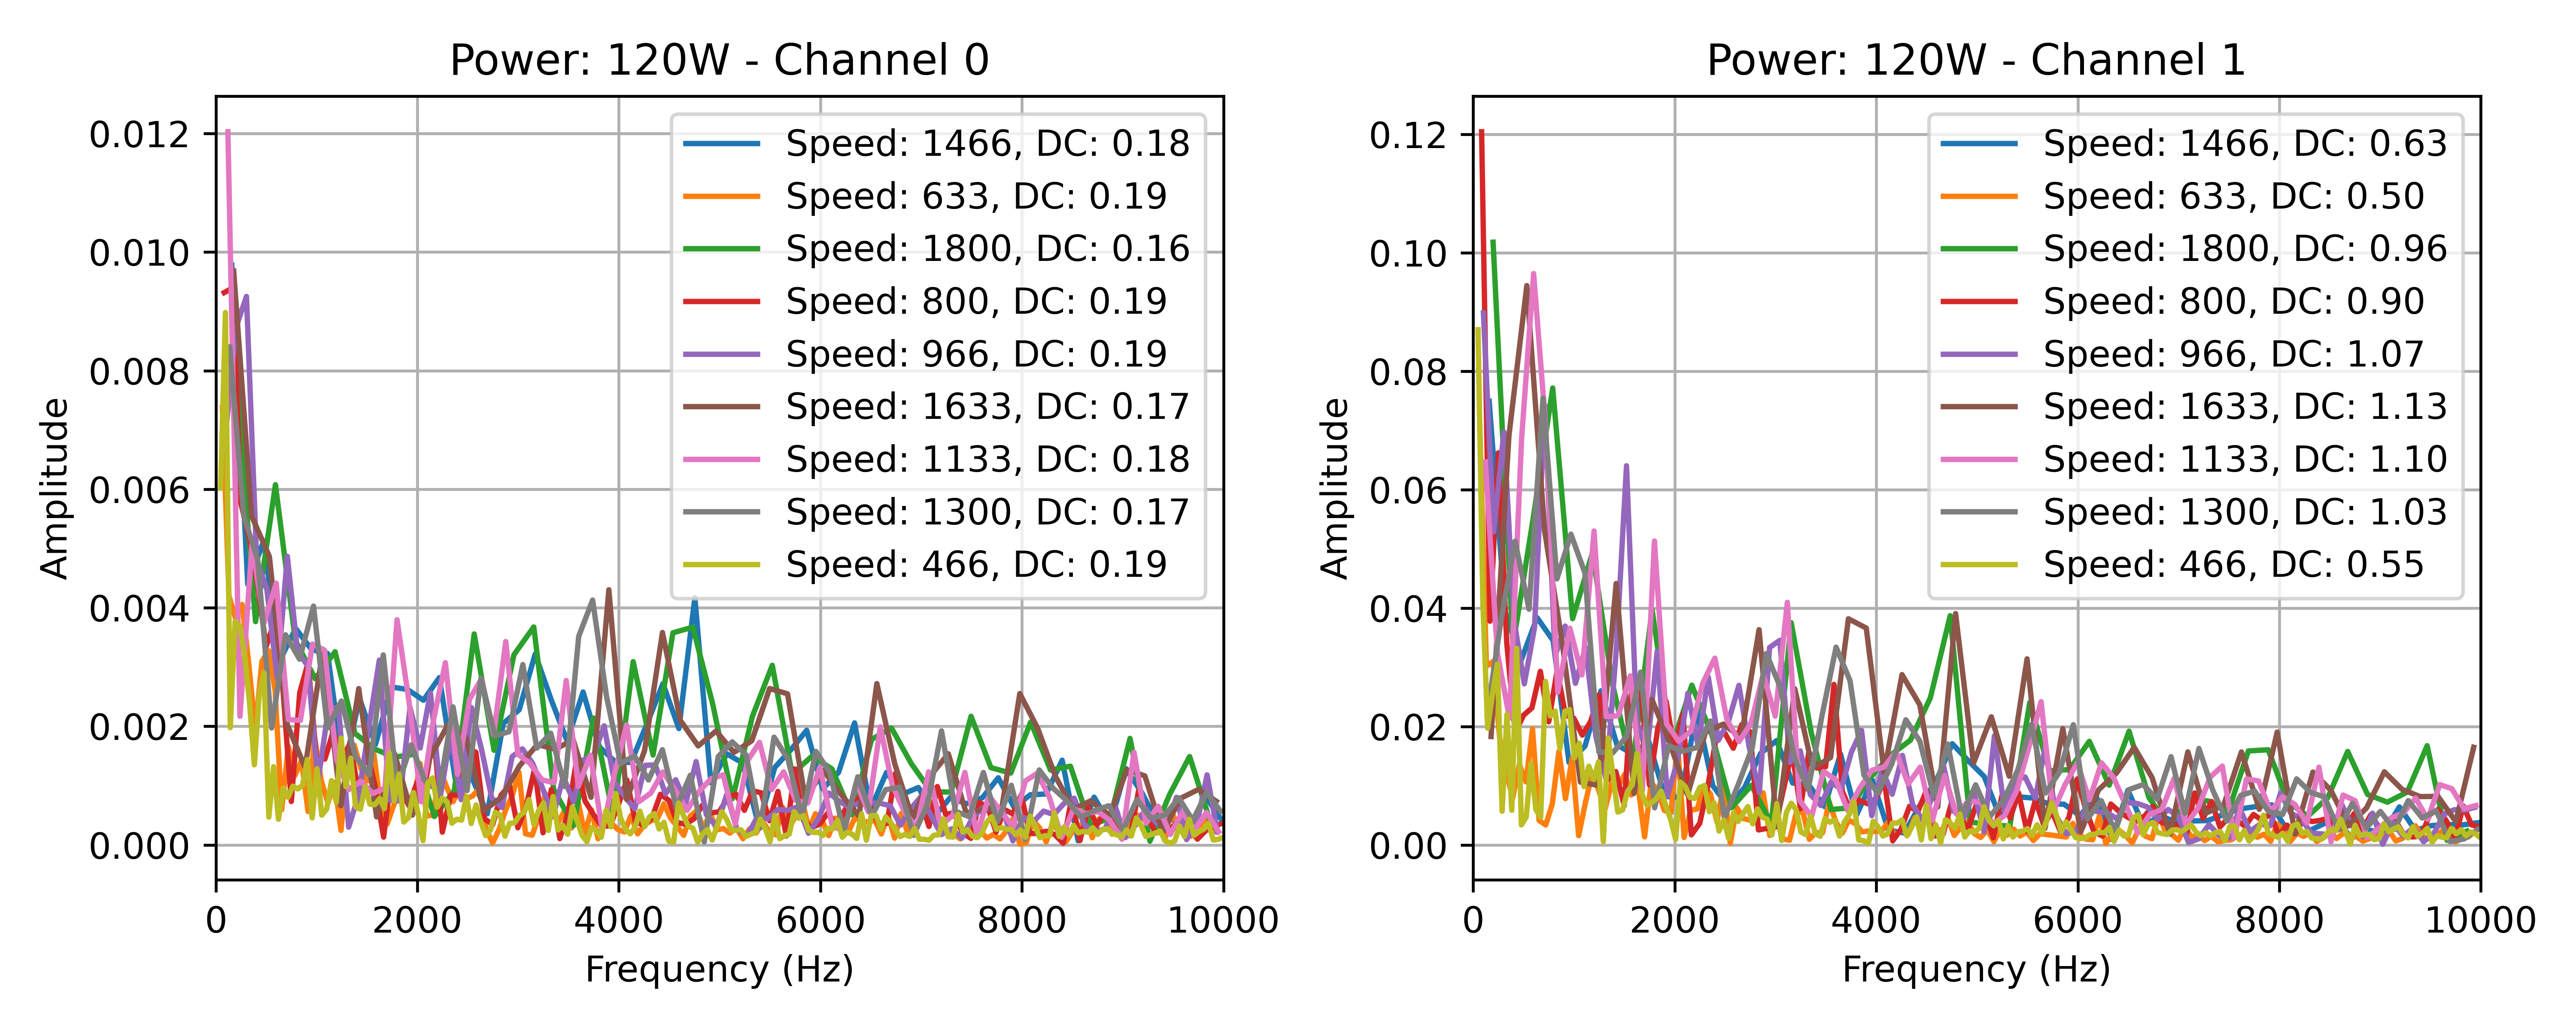 Power: 120W - Channel 0
0.012
0.010
0.008
0.006
0.004
0.002
0.000
Amplitude
Speed: 1466, DC: 0.18
Speed: 633, DC: 0.19
Speed: 1800, DC: 0.16
Speed: 800, DC: 0.19
Speed: 966, DC: 0.19
Speed: 1633, DC: 0.17
Speed: 1133, DC: 0.18
Speed: 1300, DC: 0.17
Speed: 466, DC: 0.19
0 2000 4000 6000 8000 10000
Frequency (Hz)
Power: 120W - Channel 1
0.12
0.10
0.08
0.06
0.04
0.02
0.00
Amplitude
Speed: 1466, DC: 0.63
Speed: 633, DC: 0.50
Speed: 1800, DC: 0.96
Speed: 800, DC: 0.90
Speed: 966, DC: 1.07
Speed: 1633, DC: 1.13
Speed: 1133, DC: 1.10
Speed: 1300, DC: 1.03
Speed: 466, DC: 0.55
0 2000 4000 6000 8000 10000
Frequency (Hz)